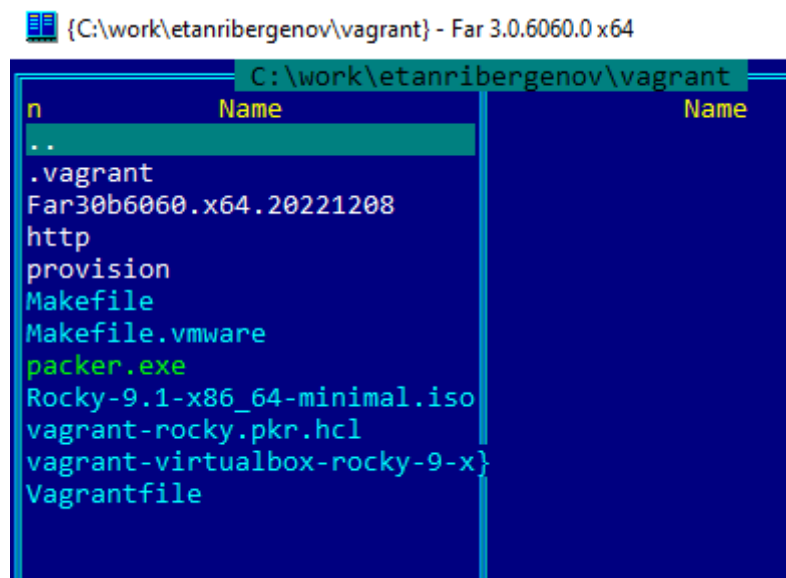 {C:\work\etanribergenov\vagrant} - Far 3.0.6060.0 x64
C:\work\etanribergenov\vagrant
n Name Name
..
.vagrant
Far30b6060.x64.20221208
http
provision
Makefile
Makefile.vmware
packer.exe
Rocky-9.1-x86_64-minimal.iso
vagrant-rocky.pkr.hcl
vagrant-virtualbox-rocky-9-x}
Vagrantfile